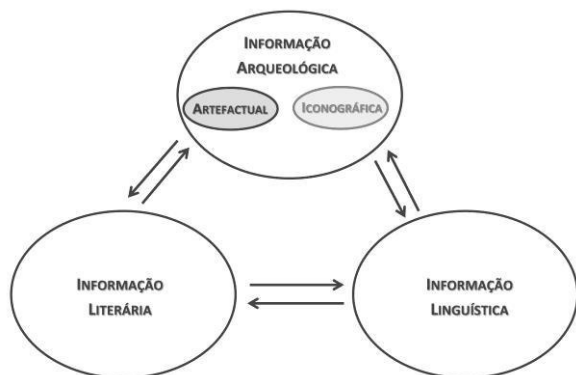 INFORMAÇÃO
ARQUEOLÓGICA
ARTEFACTUAL
ICONOGRÁFICA
INFORMAÇÃO
LITERÁRIA
INFORMAÇÃO
LINGUÍSTICA